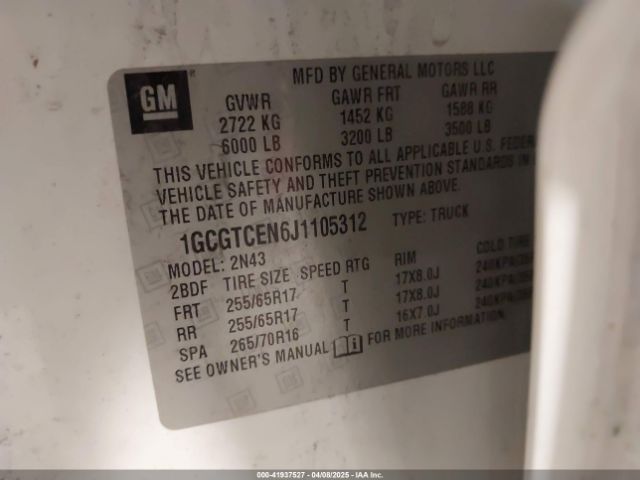 MFD BY GENERAL MOTORS LLC
GM ®
GVWR GAWR FRT GAWR RR
2722 KG 1452 KG 1588 KG
6000 LB 3200 LB 3500 LB
THIS VEHICLE CONFORMS TO ALL APPLICABLE U.S.
VEHICLE SAFETY AND THEFT PREVENTION STANDARDS IN
THE DATE OF MANUFACTURE SHOWN ABOVE.
1GCGTCEN6J1105312 TYPE: TRUCK
MODEL: 2N43
2BDF TIRE SIZE SPEED RTG RIM COLD
FRT 255/65R17 T 17X8.0J
RR 255/65R17 T 17X8.0J
SPA 265/70R16 T 16X7.0J
SEE OWNER'S MANUAL FOR MORE INFORMATION.
000-41937527 - 04/08/2025 - IAA Inc.